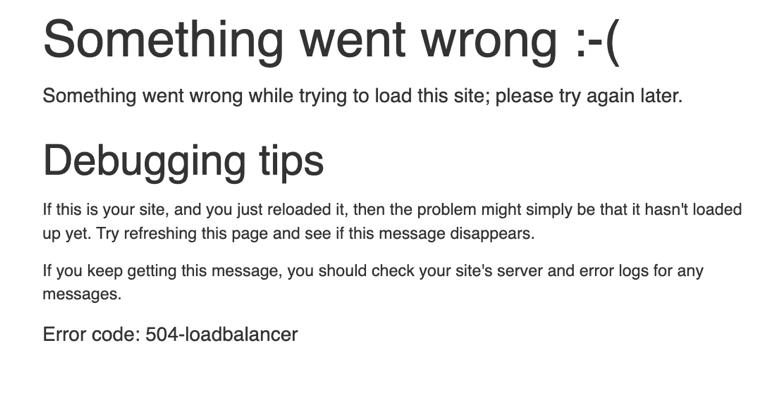 Something went wrong :-(
Something went wrong while trying to load this site; please try again later.
Debugging tips
If this is your site, and you just reloaded it, then the problem might simply be that it hasn't loaded
up yet. Try refreshing this page and see if this message disappears.
If you keep getting this message, you should check your site's server and error logs for any
messages.
Error code: 504-loadbalancer